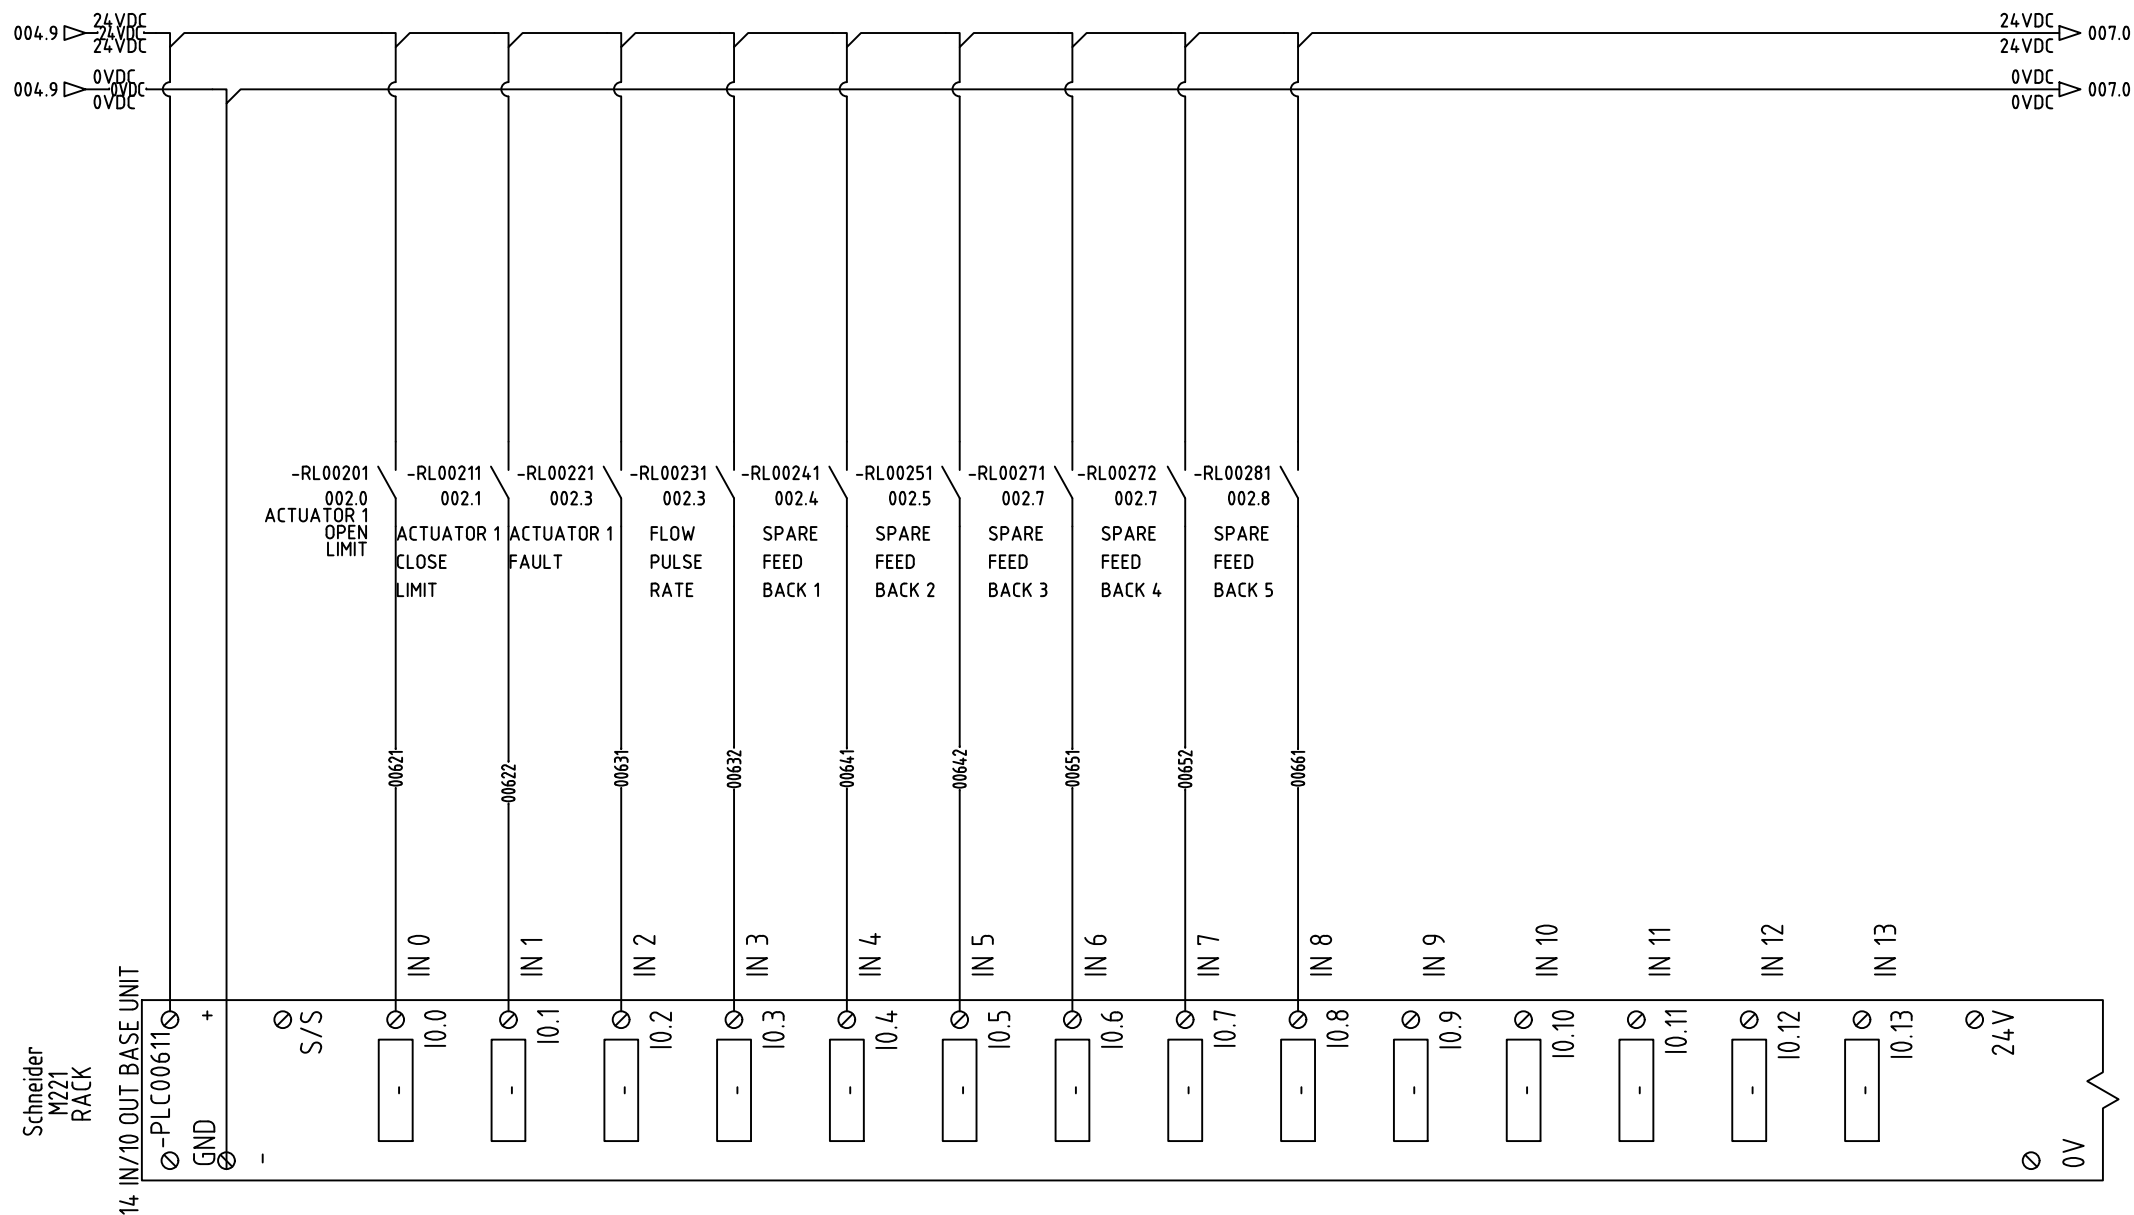 24VDC
004.9 24VDC
24VDC
0VDC
004.9 0VDC
0VDC
24VDC
007.0
24VDC
0VDC
007.0
0VDC
-RL00201
002.0
ACTUATOR 1
OPEN
LIMIT
-RL00211
002.1
ACTUATOR 1
CLOSE
LIMIT
-RL00221
002.3
ACTUATOR 1
FAULT
-RL00231
002.3
FLOW
PULSE
RATE
-RL00241
002.4
SPARE
FEED
BACK 1
-RL00251
002.5
SPARE
FEED
BACK 2
-RL00271
002.7
SPARE
FEED
BACK 3
-RL00272
002.7
SPARE
FEED
BACK 4
-RL00281
002.8
SPARE
FEED
BACK 5
00621
00622
00631
00632
00641
00642
00651
00652
00661
IN 0
IN 1
IN 2
IN 3
IN 4
IN 5
IN 6
IN 7
IN 8
IN 9
IN 10
IN 11
IN 12
IN 13
Schneider
M221
RACK
14 IN/10 OUT BASE UNIT
-PLC00611
+
GND
-
S/S
I0.0
I0.1
I0.2
I0.3
I0.4
I0.5
I0.6
I0.7
I0.8
I0.9
I0.10
I0.11
I0.12
I0.13
24V
0V
-
-
-
-
-
-
-
-
-
-
-
-
-
-